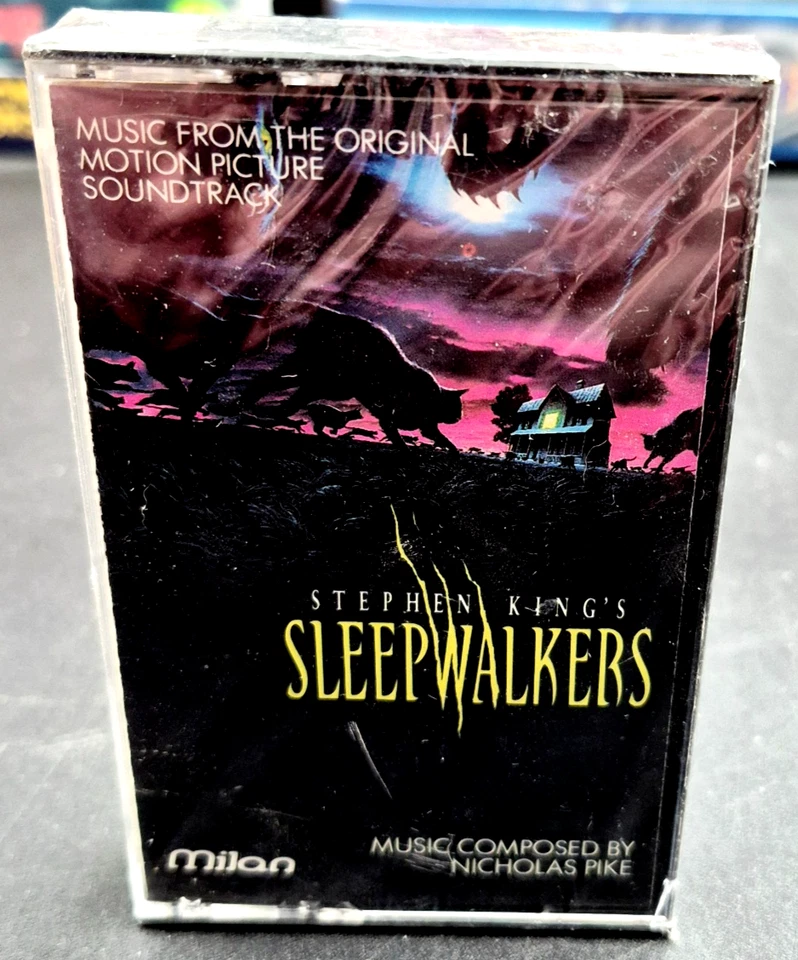 MUSIC FROM THE ORIGINAL
MOTION PICTURE
SOUNDTRACK
STEPHEN KING'S
SLEEPWALKERS
milan
MUSIC COMPOSED BY
NICHOLAS PIKE